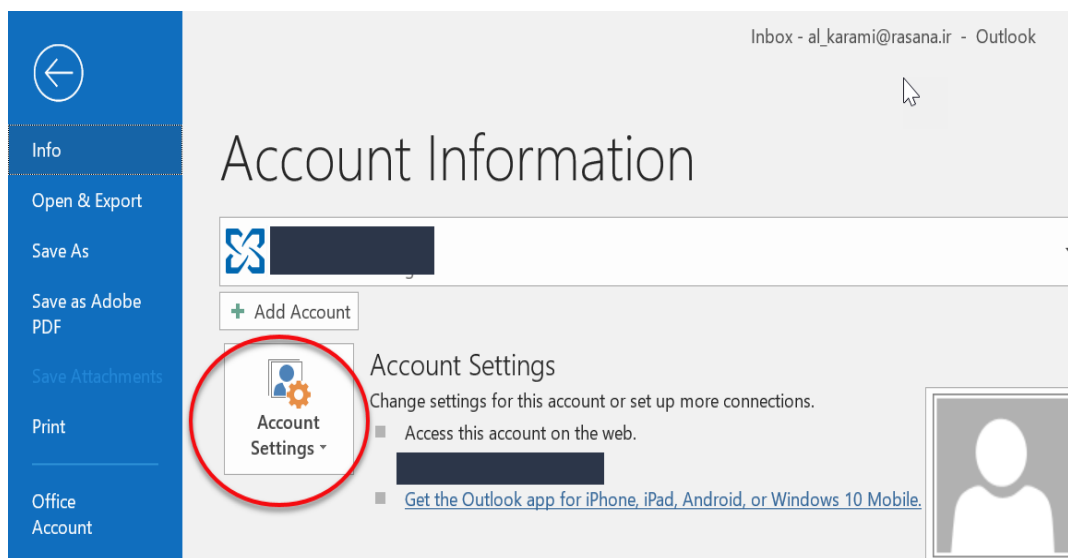 Inbox - al_karami@rasana.ir - Outlook
Info
Open & Export
Save As
Save as Adobe
PDF
Save Attachments
Print
Office
Account
Account Information
+ Add Account
Account
Settings
Account Settings
Change settings for this account or set up more connections.
Access this account on the web.
Get the Outlook app for iPhone, iPad, Android, or Windows 10 Mobile.